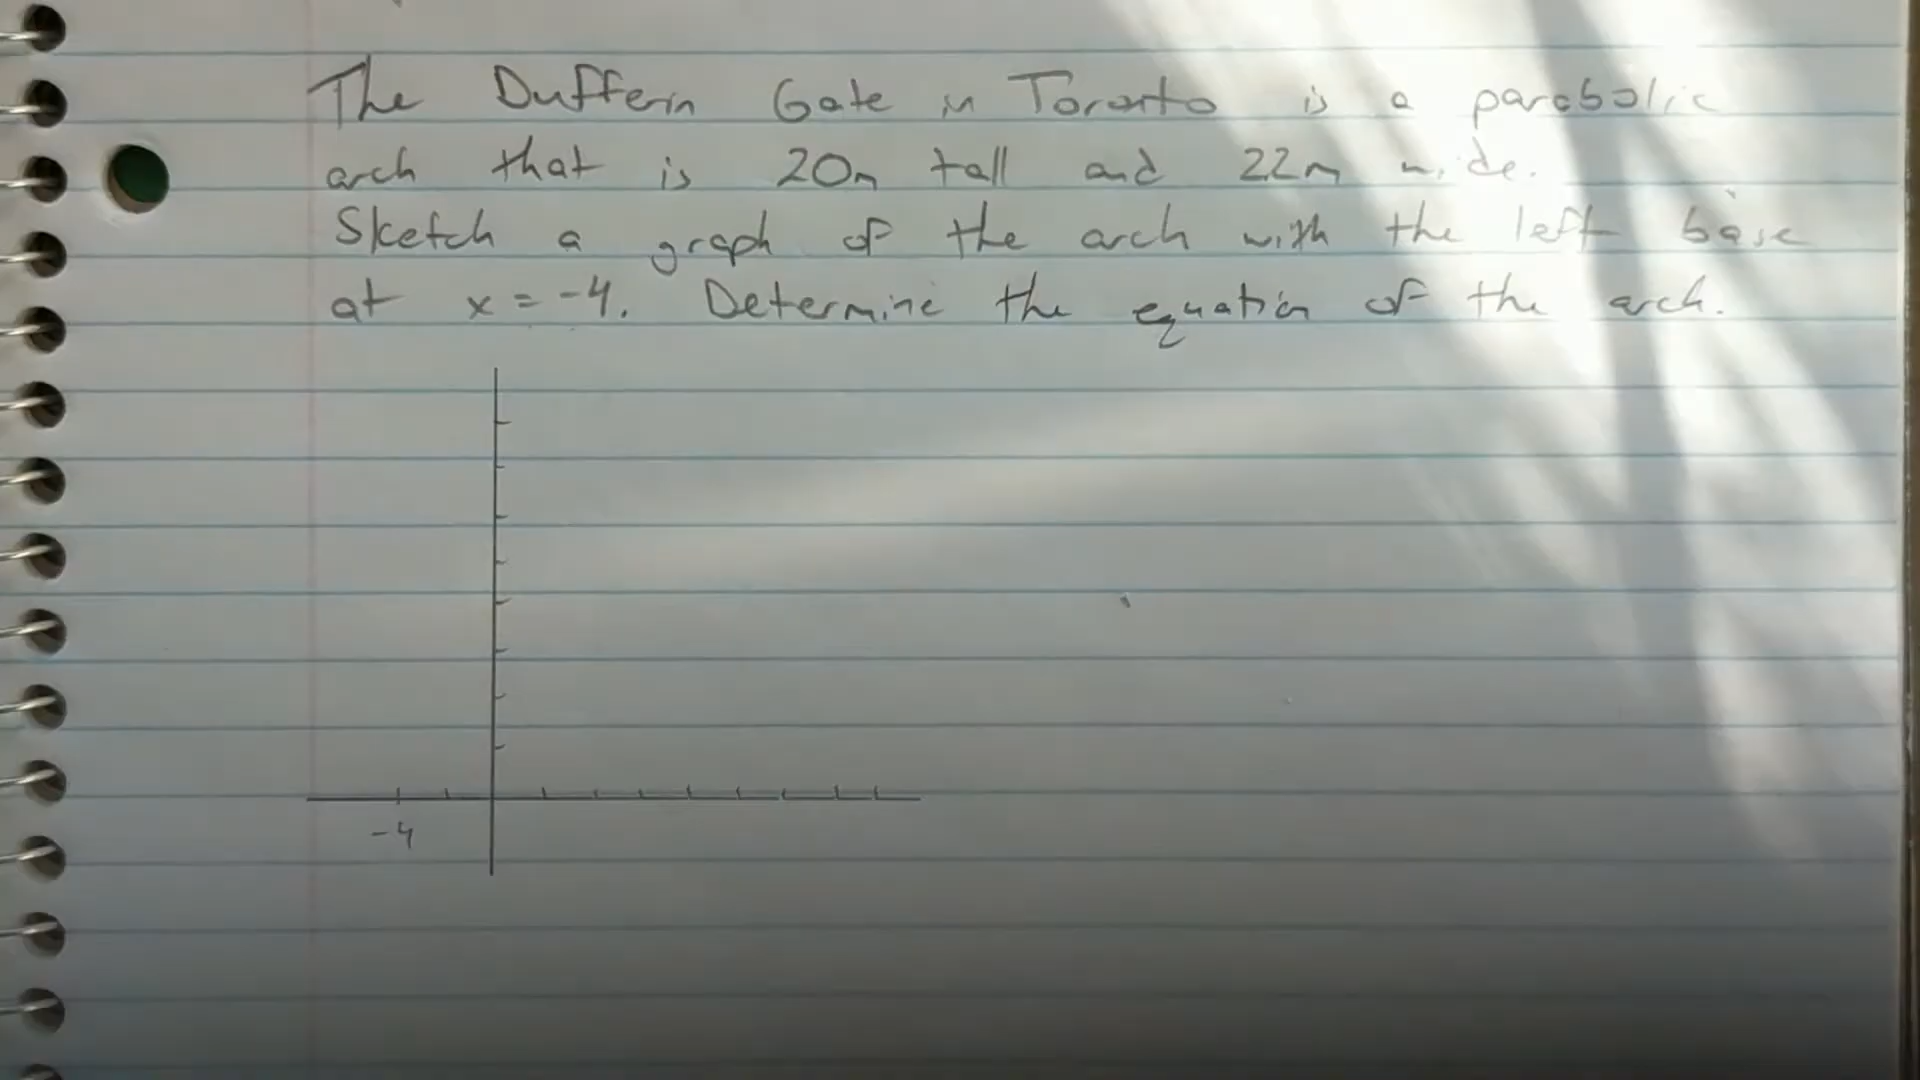 The Dufferin Gate in Toronto is a parabolic
arch that is 20m tall and 22m wide.
Sketch a graph of the arch with the left base
at x = -4. Determine the equation of the arch.
-4